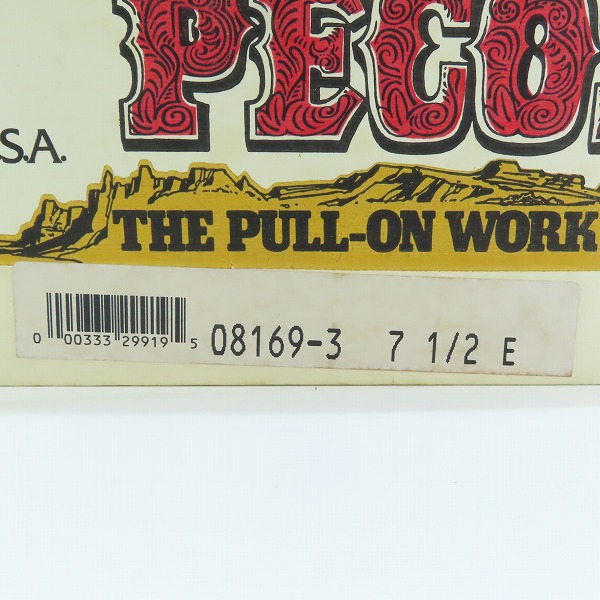 PECO
S.A.
THE PULL-ON WORK
08169-3 7 1/2 E
0 00333 29919 5